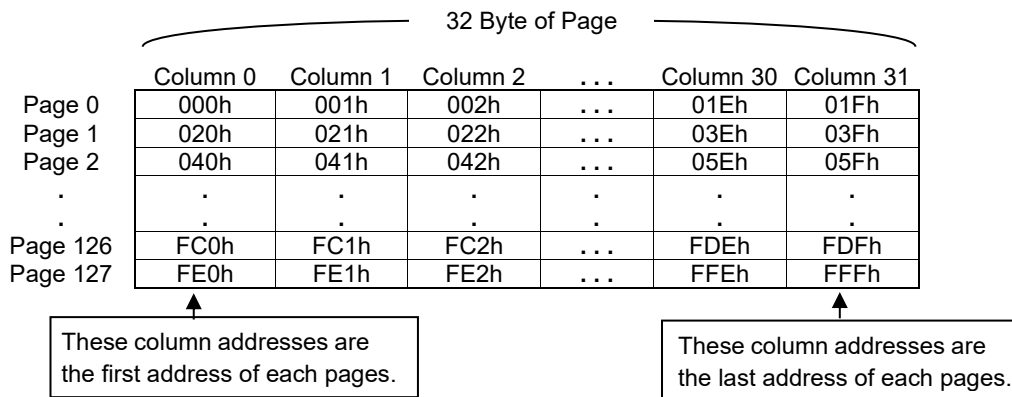 32 Byte of Page
Column 0 Column 1 Column 2 . . . Column 30 Column 31
Page 0 000h 001h 002h . . . 01Eh 01Fh
Page 1 020h 021h 022h . . . 03Eh 03Fh
Page 2 040h 041h 042h . . . 05Eh 05Fh
. . . . . .
. . . . . .
Page 126 FC0h FC1h FC2h . . . FDEh FDFh
Page 127 FE0h FE1h FE2h . . . FFEh FFFh
These column addresses are
the first address of each pages.
These column addresses are
the last address of each pages.